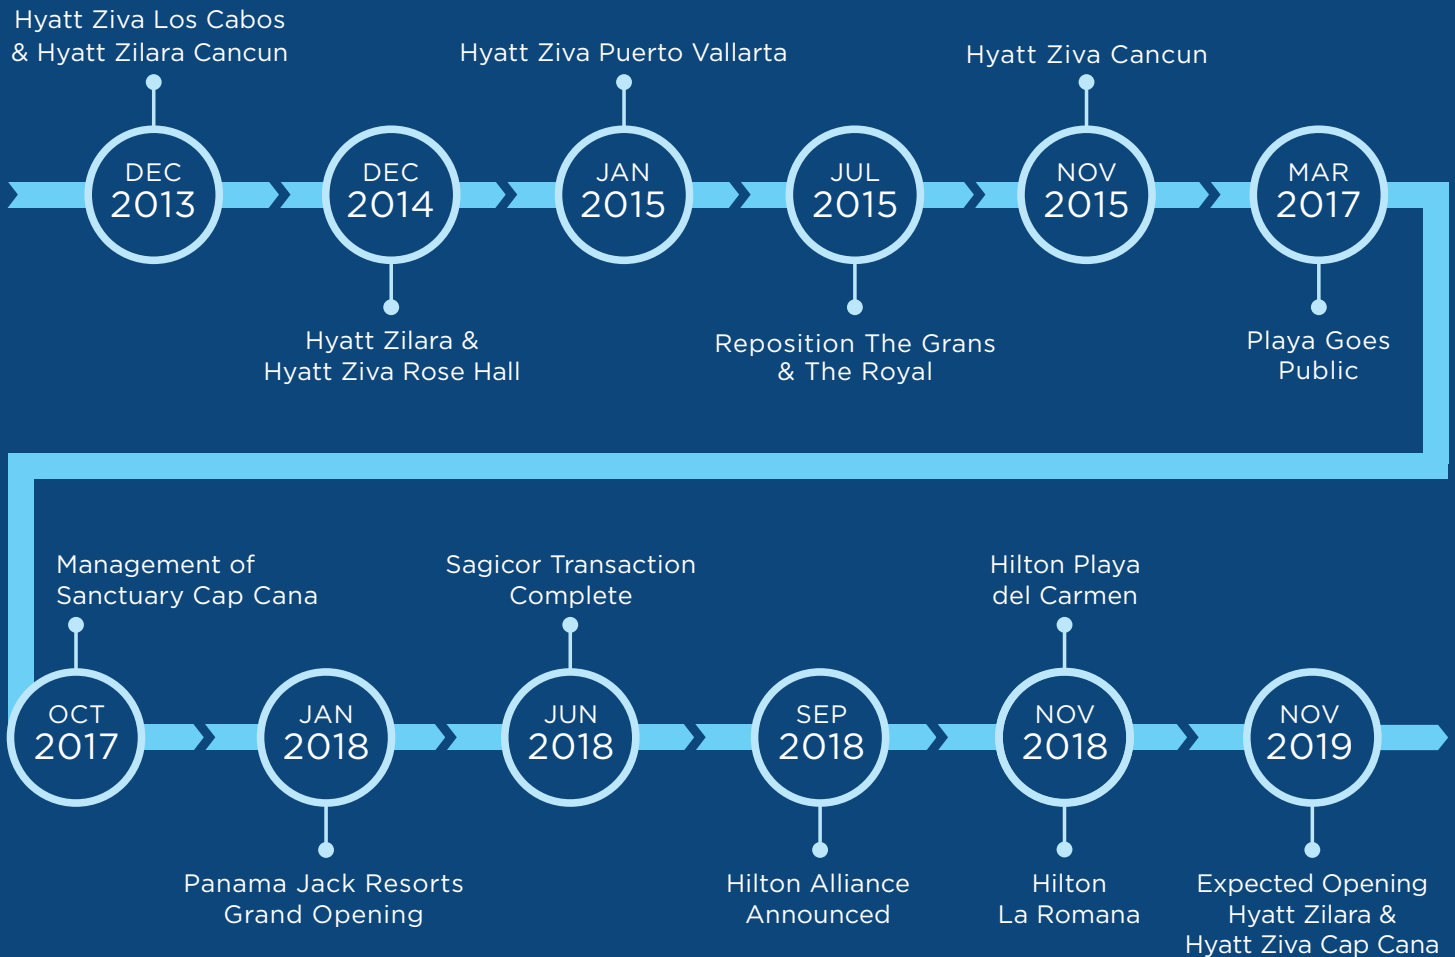 Hyatt Ziva Los Cabos
& Hyatt Zilara Cancun
DEC
2013
DEC
2014
Hyatt Zilara &
Hyatt Ziva Rose Hall
Hyatt Ziva Puerto Vallarta
JAN
2015
JUL
2015
Reposition The Grans
& The Royal
Hyatt Ziva Cancun
NOV
2015
MAR
2017
Playa Goes
Public
Management of
Sanctuary Cap Cana
OCT
2017
JAN
2018
Panama Jack Resorts
Grand Opening
Sagicor Transaction
Complete
JUN
2018
SEP
2018
Hilton Alliance
Announced
Hilton Playa
del Carmen
NOV
2018
Hilton
La Romana
NOV
2019
Expected Opening
Hyatt Zilara &
Hyatt Ziva Cap Cana